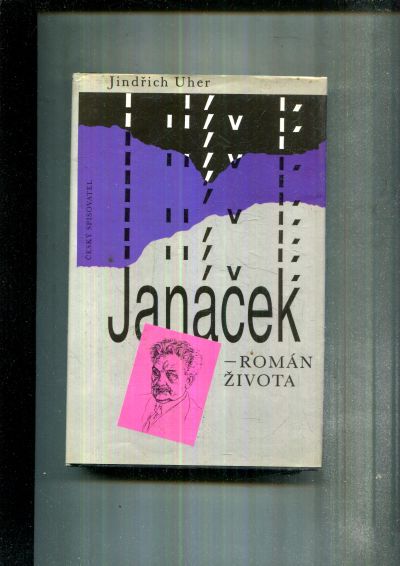 Jindřich Uher
ČESKÝ SPISOVATEL
Janáček
– ROMÁN
ŽIVOTA